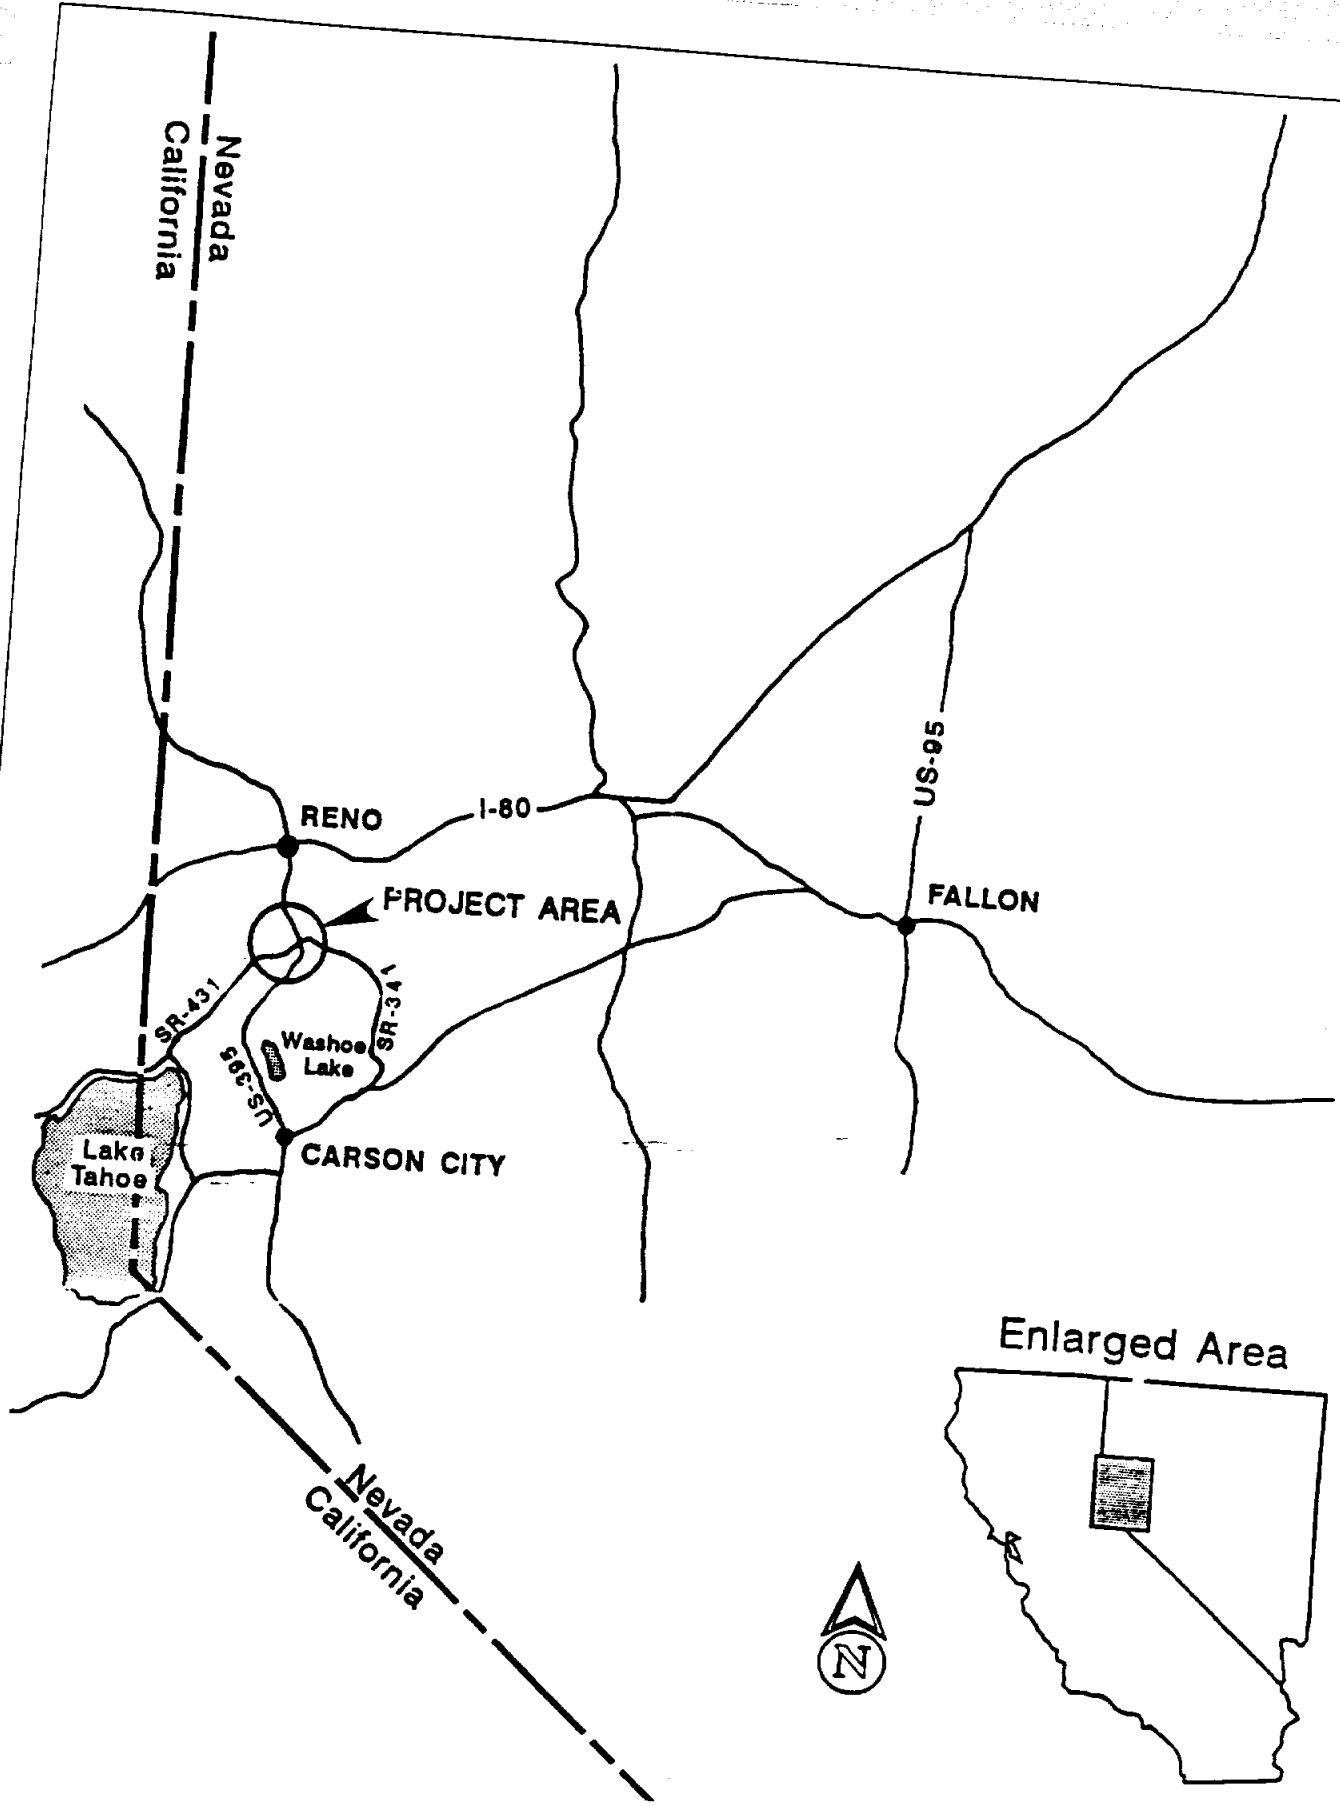 Nevada
California
RENO
I-80
US-95
PROJECT AREA
FALLON
SR-431
SR-341
Washoe
Lake
US-395
Lake
Tahoe
CARSON CITY
Enlarged Area
Nevada
California
N